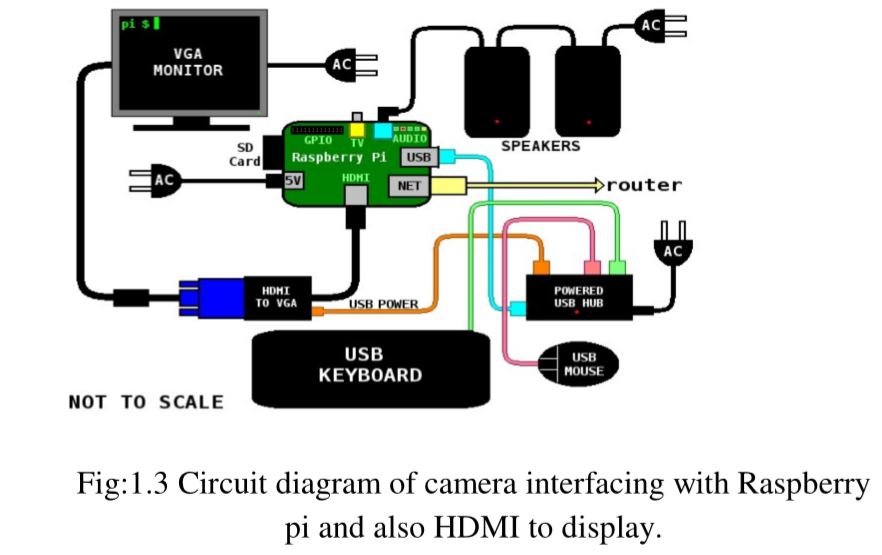 pi $
VGA
MONITOR
AC
AC
SPEAKERS
GPIO
TV
AUDIO
SD
Card
Raspberry Pi
USB
AC
5V
HDMI
NET
router
AC
HDMI
TO VGA
USB POWER
POWERED
USB HUB
USB
KEYBOARD
USB
MOUSE
NOT TO SCALE
Fig:1.3 Circuit diagram of camera interfacing with Raspberry
pi and also HDMI to display.